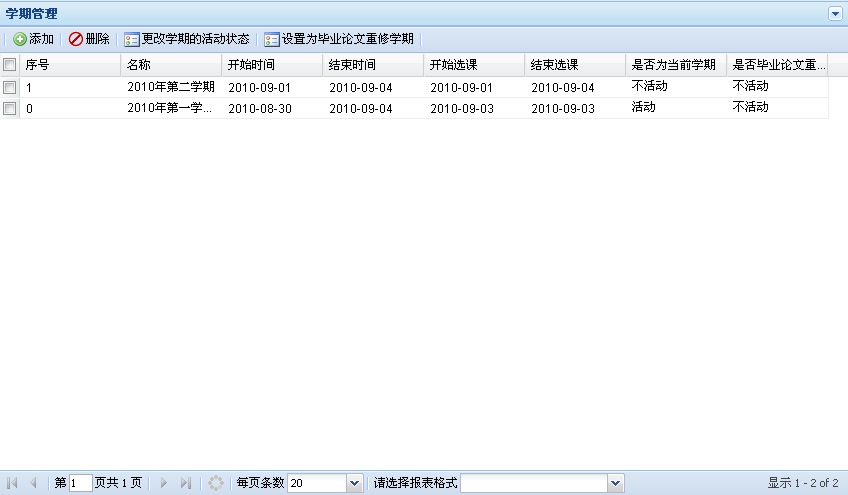 学期管理
添加 删除 更改学期的活动状态 设置为毕业论文重修学期
序号 名称 开始时间 结束时间 开始选课 结束选课 是否为当前学期 是否毕业论文重...
1 2010年第二学期 2010-09-01 2010-09-04 2010-09-01 2010-09-04 不活动 不活动
0 2010年第一学... 2010-08-30 2010-09-04 2010-09-03 2010-09-03 活动 不活动
第 1 页共 1 页 每页条数 20 请选择报表格式 显示 1 - 2 of 2